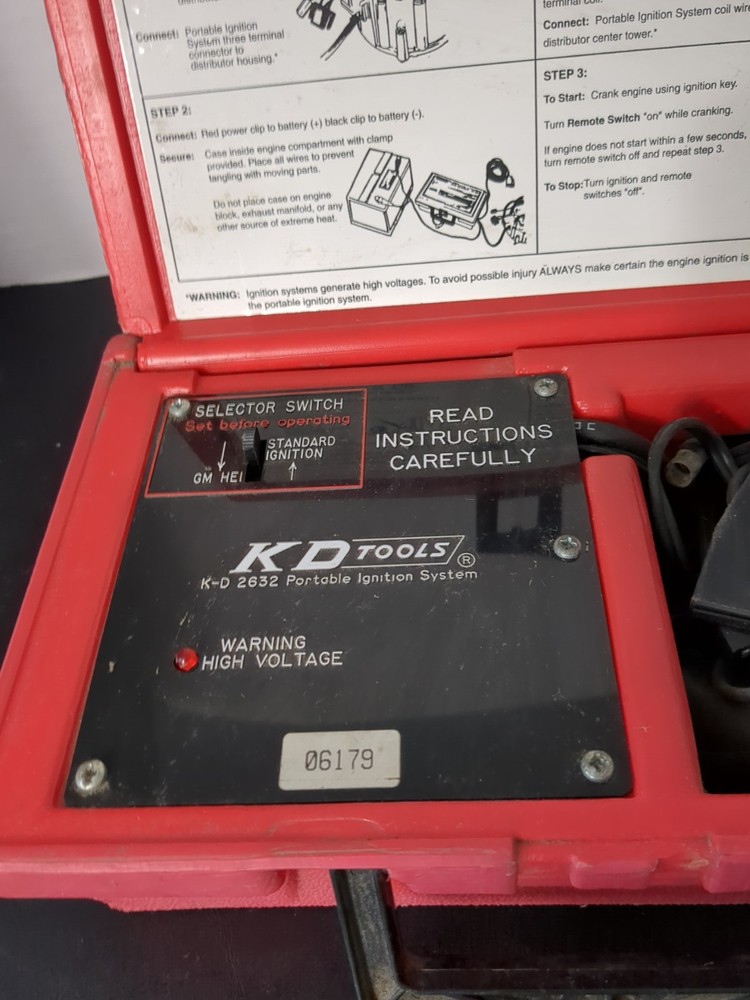 Connect: Portable Ignition
System three terminal
connector to
distributor housing.*
terminal coil.
Connect: Portable Ignition System coil wire
distributor center tower.*
STEP 2:
Connect: Red power clip to battery (+) black clip to battery (-).
Secure: Case inside engine compartment with clamp
provided. Place all wires to prevent
tangling with moving parts.
Do not place case on engine
block, exhaust manifold, or any
other source of extreme heat.
STEP 3:
To Start: Crank engine using ignition key.
Turn Remote Switch "on" while cranking.
If engine does not start within a few seconds,
turn remote switch off and repeat step 3.
To Stop: Turn ignition and remote
switches "off".
*WARNING: Ignition systems generate high voltages. To avoid possible injury ALWAYS make certain the engine ignition is
the portable ignition system.
SELECTOR SWITCH
Set before operating
STANDARD
IGNITION
GM HEI
READ
INSTRUCTIONS
CAREFULLY
KD TOOLS ®
K-D 2632 Portable Ignition System
WARNING
HIGH VOLTAGE
06179